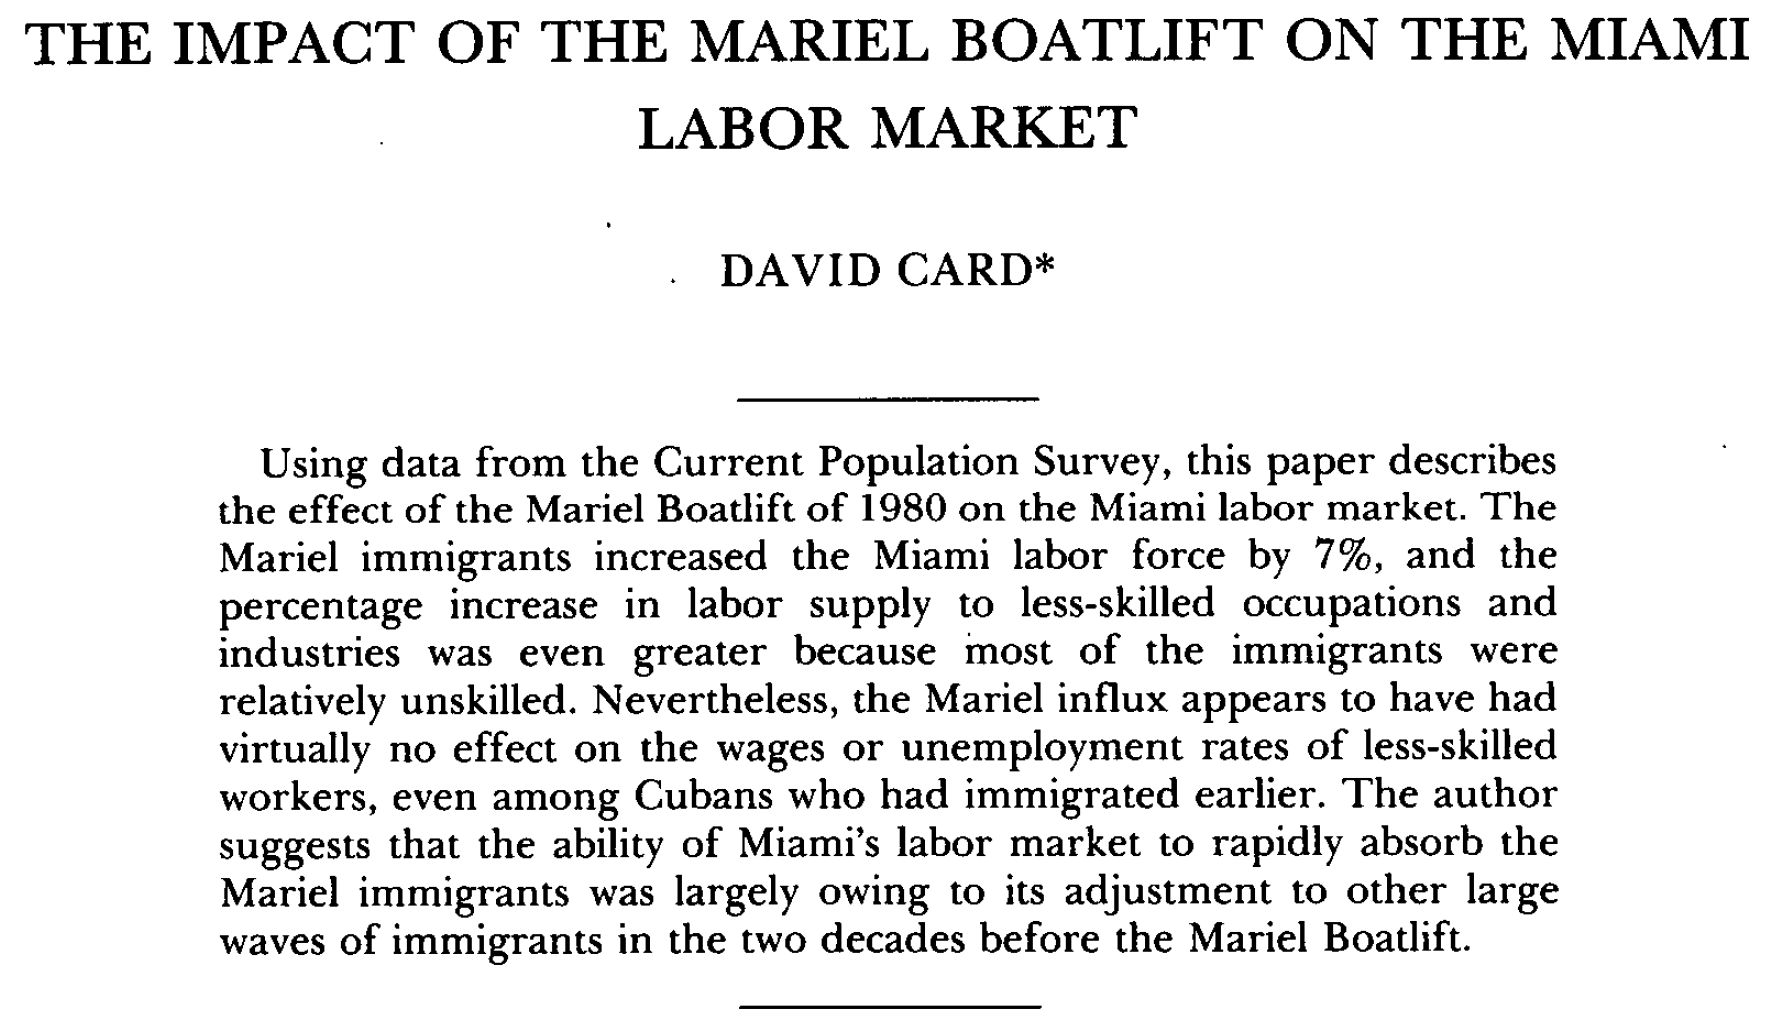 THE IMPACT OF THE MARIEL BOATLIFT ON THE MIAMI
LABOR MARKET
DAVID CARD*
Using data from the Current Population Survey, this paper describes
the effect of the Mariel Boatlift of 1980 on the Miami labor market. The
Mariel immigrants increased the Miami labor force by 7%, and the
percentage increase in labor supply to less-skilled occupations and
industries was even greater because most of the immigrants were
relatively unskilled. Nevertheless, the Mariel influx appears to have had
virtually no effect on the wages or unemployment rates of less-skilled
workers, even among Cubans who had immigrated earlier. The author
suggests that the ability of Miami's labor market to rapidly absorb the
Mariel immigrants was largely owing to its adjustment to other large
waves of immigrants in the two decades before the Mariel Boatlift.